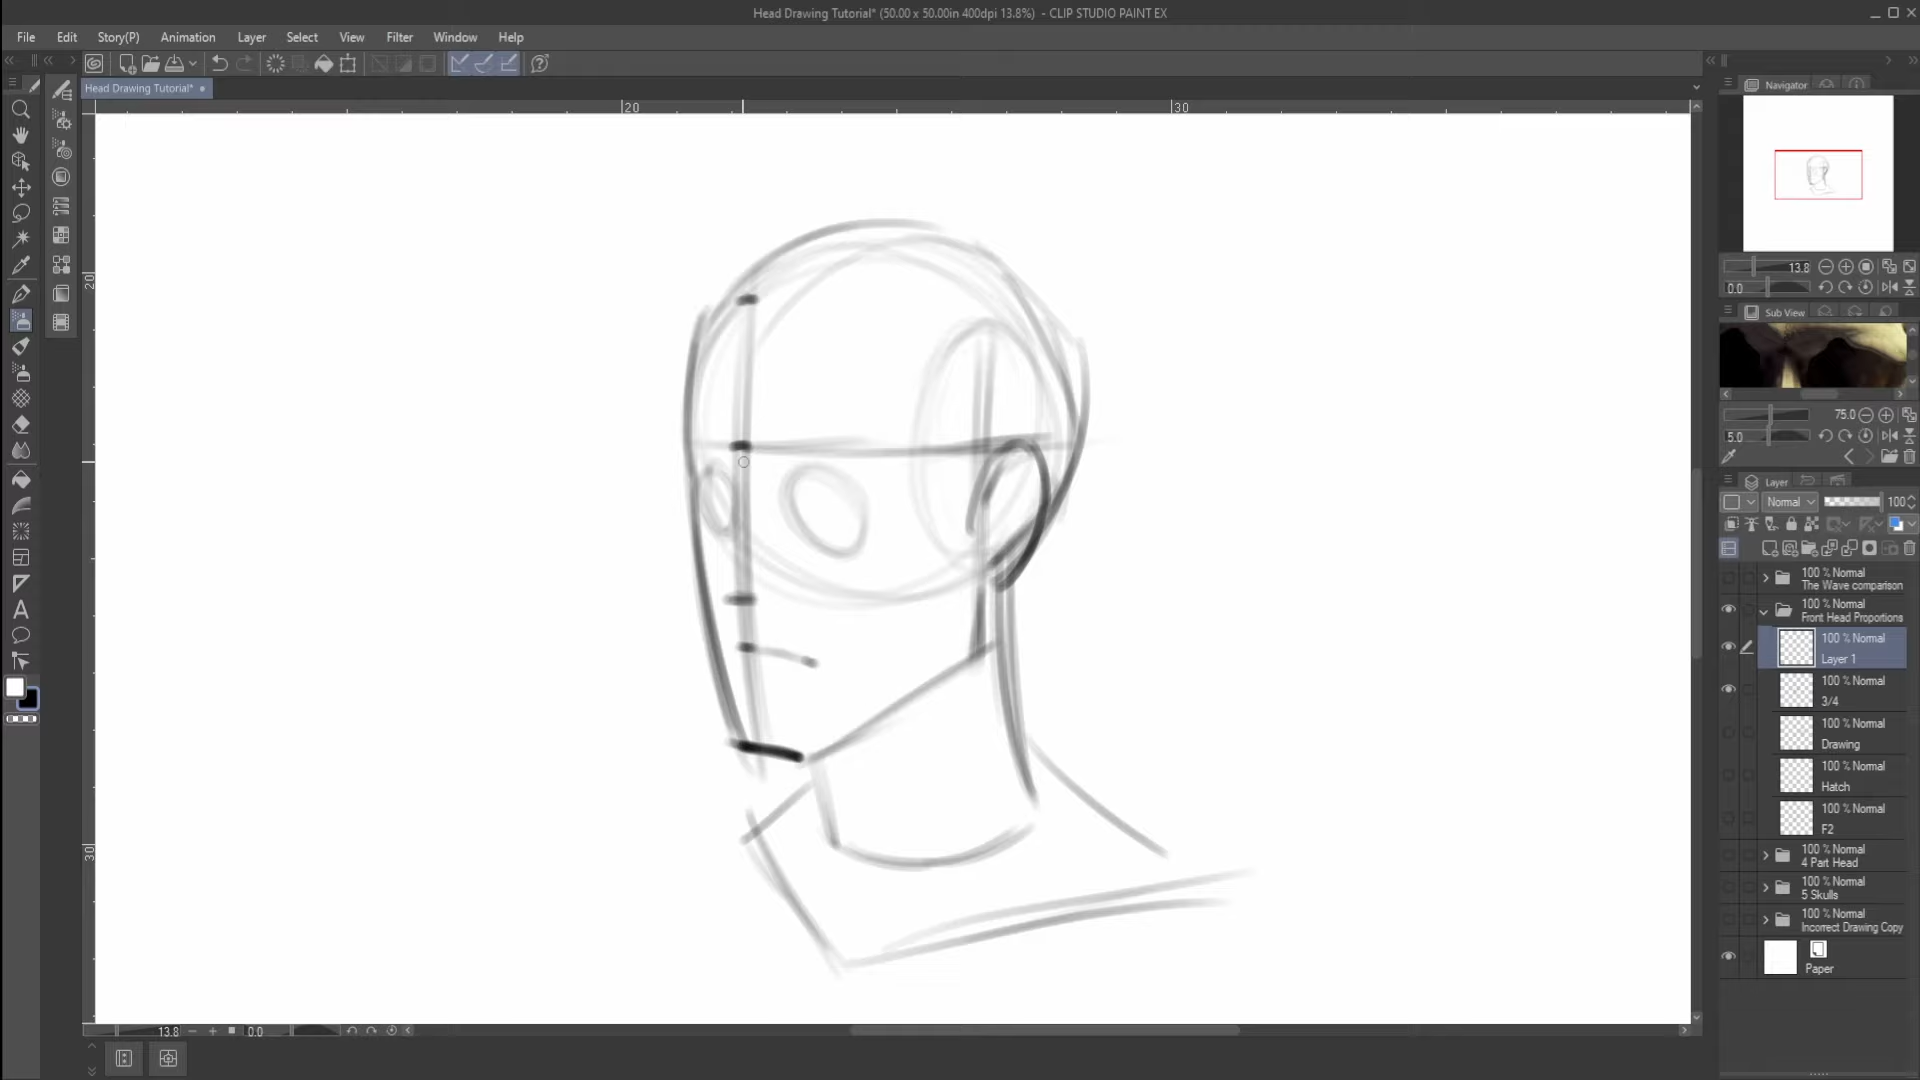 Head Drawing Tutorial* (50.00 x 50.00in 400dpi 13.8%) - CLIP STUDIO PAINT EX
File Edit Story(P) Animation Layer Select View Filter Window Help
Head Drawing Tutorial*
20
30
20
30
Navigator
13.8
0.0
Sub View
75.0
5.0
Layer
Normal
100
100 % Normal
The Wave comparison
100 % Normal
Front Head Propotions
100 % Normal
Layer 1
100 % Normal
3/4
100 % Normal
Drawing
100 % Normal
Hatch
100 % Normal
F2
100 % Normal
4 Part Head
100 % Normal
5 Skulls
100 % Normal
Incorrect Drawing Copy
Paper
13.8
0.0